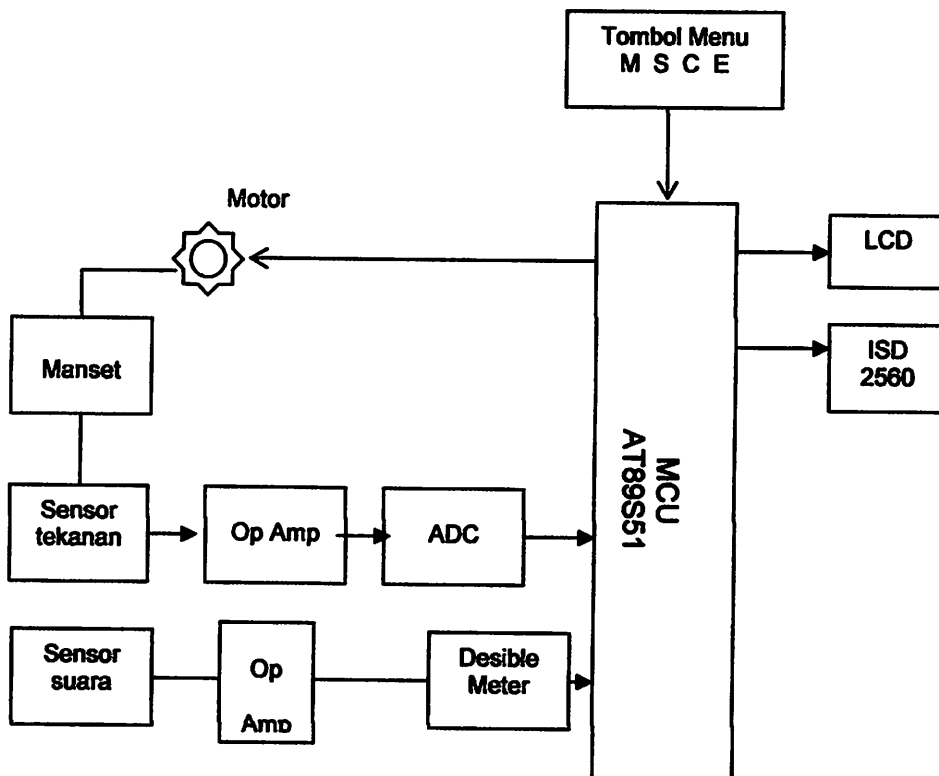 Tombol Menu
M S C E
Motor
LCD
ISD
2560
Manset
MCU
AT89S51
Sensor
tekanan
Op Amp
ADC
Sensor
suara
Op
Amp
Desible
Meter